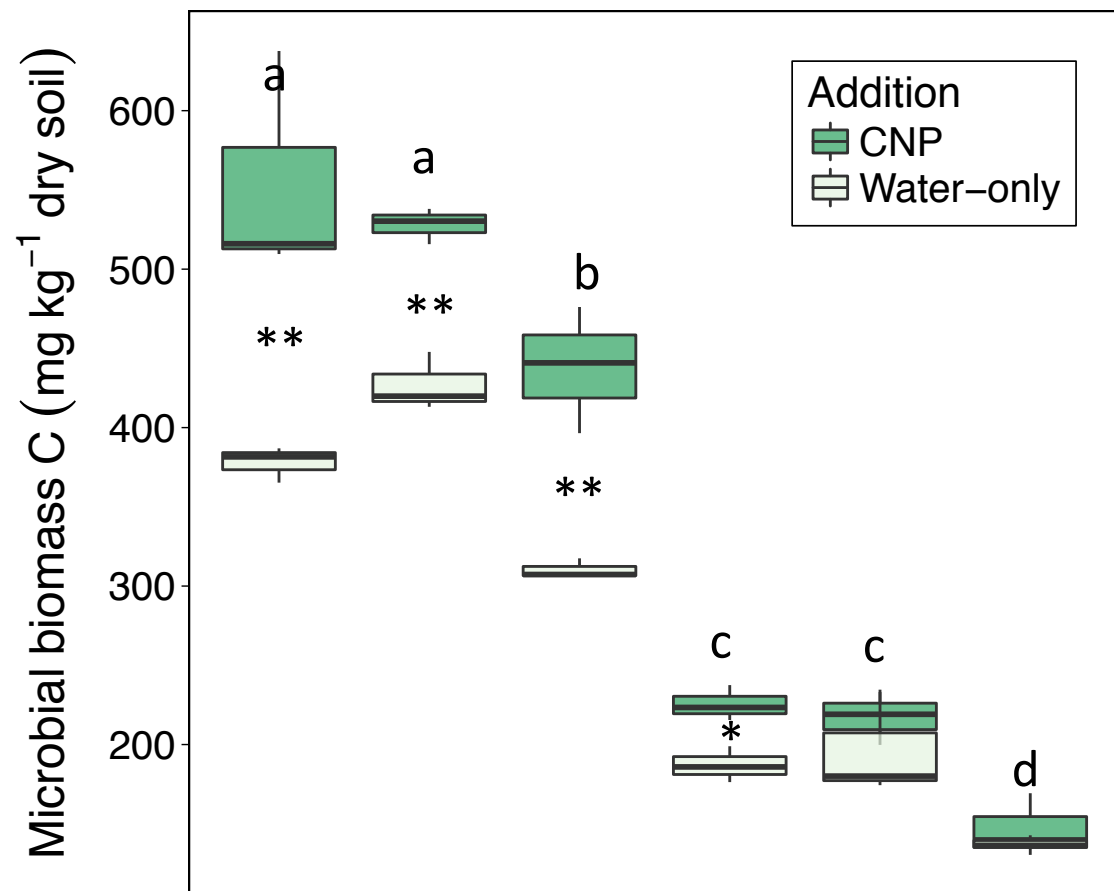 Microbial biomass C (mg kg⁻¹ dry soil)
600
500
400
300
200
Addition
CNP
Water−only
a
a
b
**
**
**
c
c
*
d